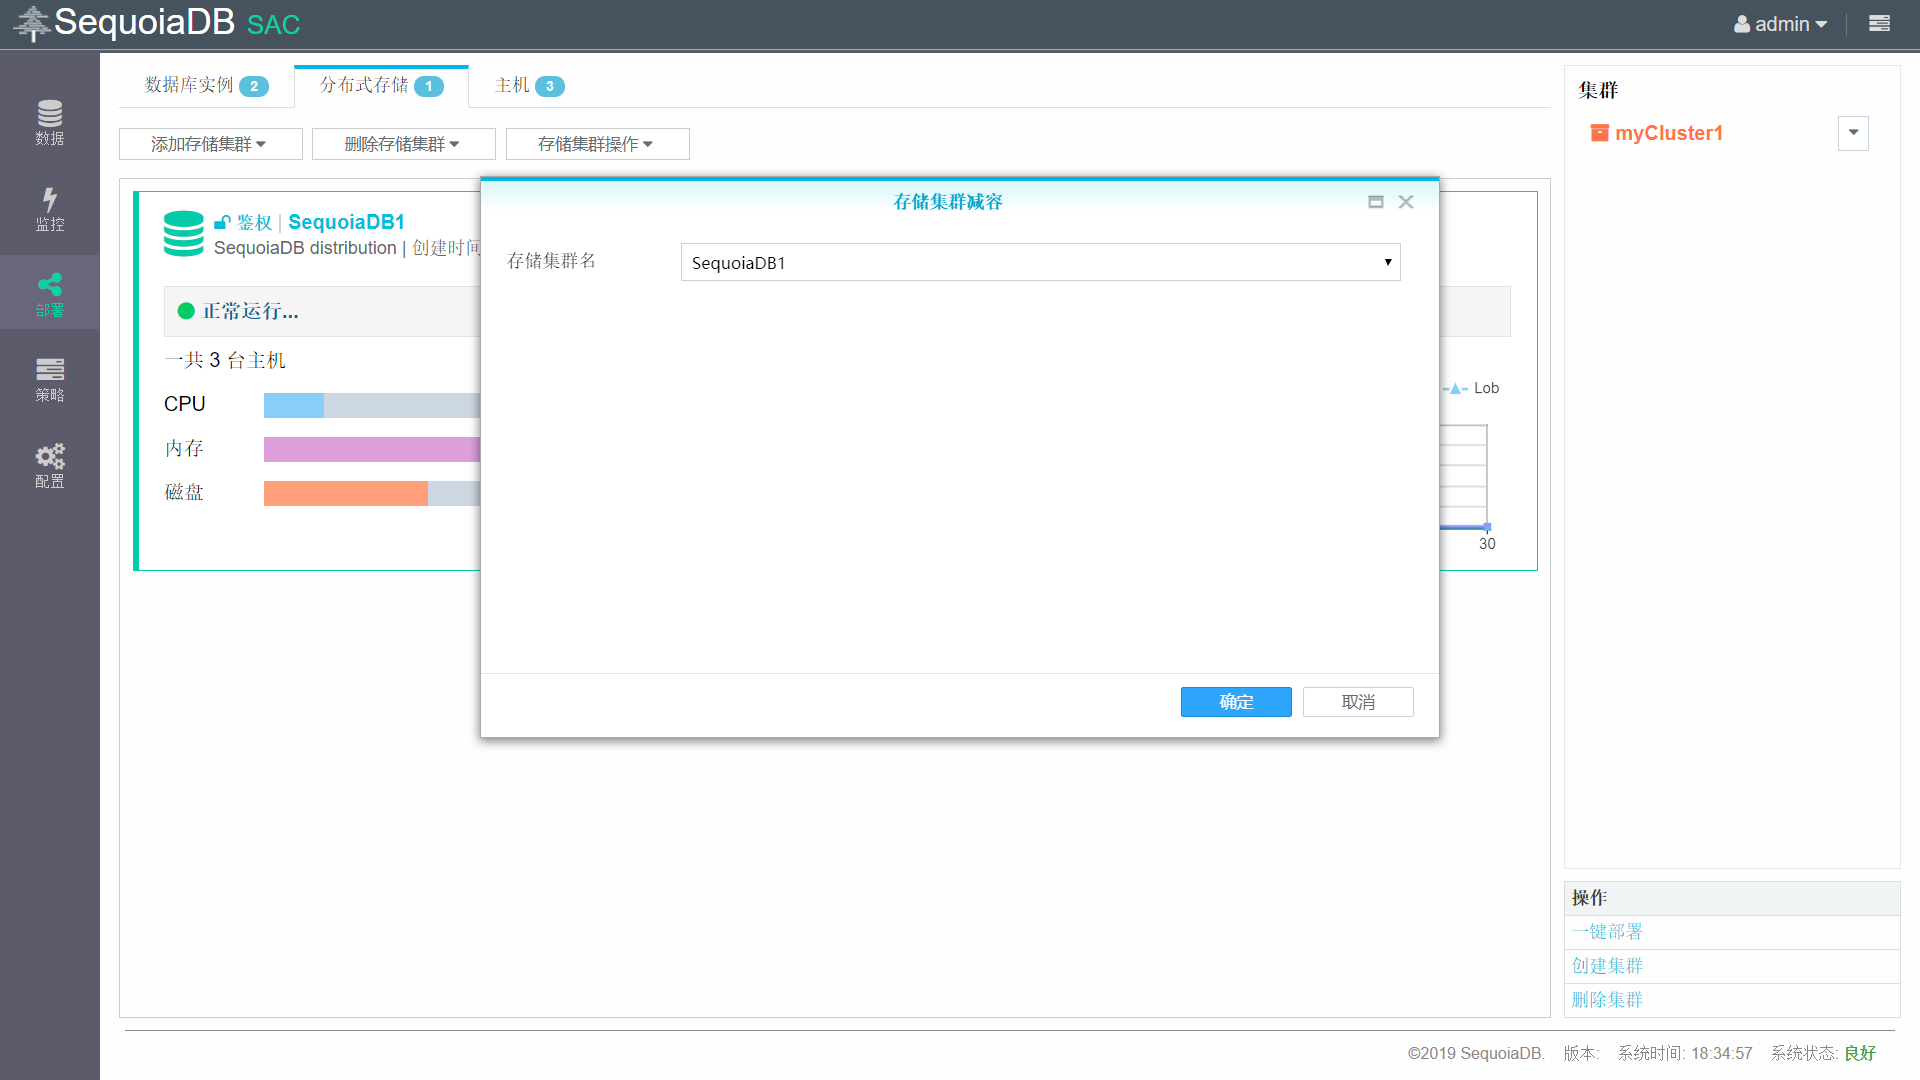 SequoiaDB SAC
admin
数据
监控
部署
策略
配置
数据库实例 2
分布式存储 1
主机 3
添加存储集群
删除存储集群
存储集群操作
鉴权 | SequoiaDB1
SequoiaDB distribution | 创建时间
正常运行...
一共 3 台主机
CPU
内存
磁盘
Lob
30
存储集群减容
存储集群名
SequoiaDB1
确定
取消
集群
myCluster1
操作
一键部署
创建集群
删除集群
©2019 SequoiaDB. 版本: 系统时间: 18:34:57 系统状态: 良好